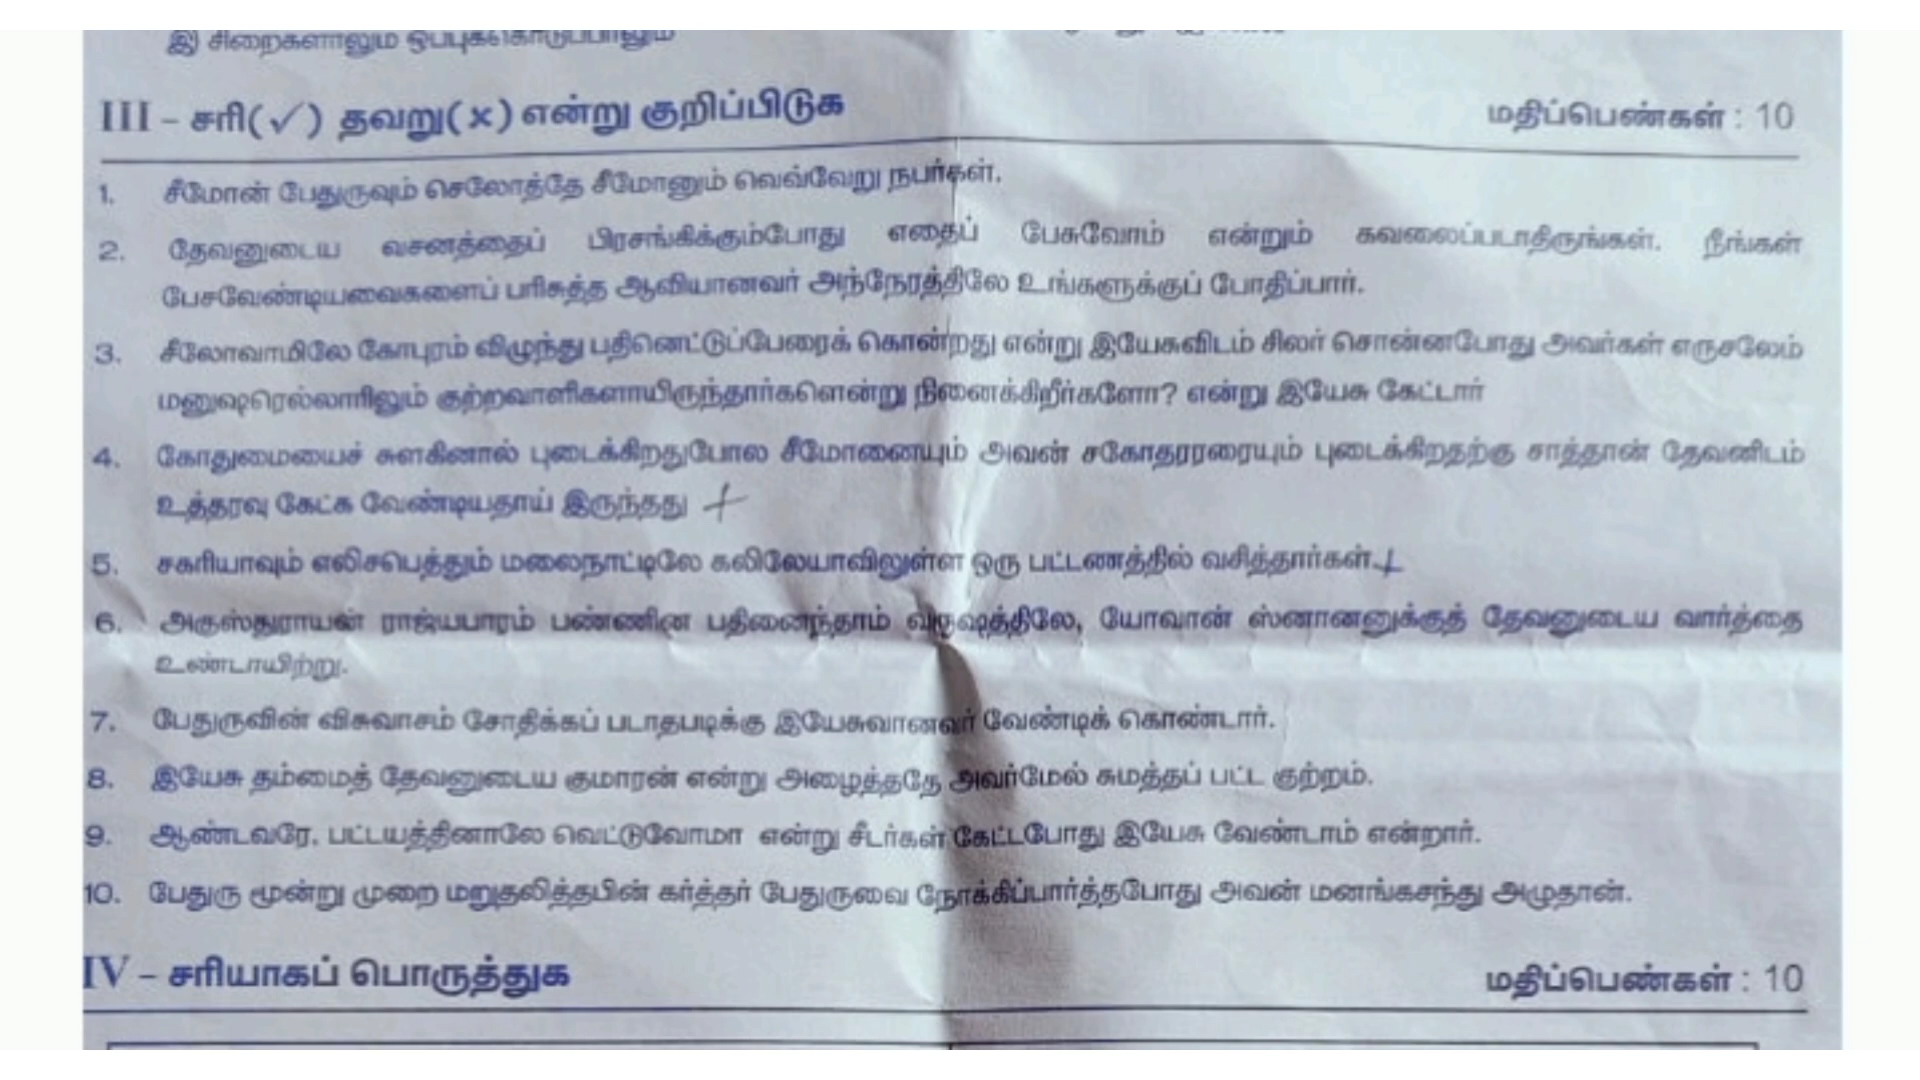 இ சிறைகளாலும் ஒப்புக்கொடுப்பாலும்
III - சரி(✓) தவறு(x) என்று குறிப்பிடுக மதிப்பெண்கள் : 10
1. சீமோன் பேதுருவும் செலோத்தே சீமோனும் வெவ்வேறு நபர்கள்.
2. தேவனுடைய வசனத்தைப் பிரசங்கிக்கும்போது எதைப் பேசுவோம் என்றும் கவலைப்படாதிருங்கள். நீங்கள்
பேசவேண்டியவைகளைப் பரிசுத்த ஆவியானவர் அந்நேரத்திலே உங்களுக்குப் போதிப்பார்.
3. சீலோவாமிலே கோபுரம் விழுந்து பதினெட்டுப்பேரைக் கொன்றது என்று இயேசுவிடம் சிலர் சொன்னபோது அவர்கள் எருசலேம்
மனுஷரெல்லாரிலும் குற்றவாளிகளாயிருந்தார்களென்று நினைக்கிறீர்களோ? என்று இயேசு கேட்டார்
4. கோதுமையைச் சுளகினால் புடைக்கிறதுபோல சீமோனையும் அவன் சகோதரரரையும் புடைக்கிறதற்கு சாத்தான் தேவனிடம்
உத்தரவு கேட்க வேண்டியதாய் இருந்தது
5. சகரியாவும் எலிசபெத்தும் மலைநாட்டிலே கலிலேயாவிலுள்ள ஒரு பட்டணத்தில் வசித்தார்கள்.
6. அகுஸ்துராயன் ராஜ்யபாரம் பண்ணின பதினைந்தாம் வருஷத்திலே, யோவான் ஸ்னானனுக்குத் தேவனுடைய வார்த்தை
உண்டாயிற்று.
7. பேதுருவின் விசுவாசம் சோதிக்கப் படாதபடிக்கு இயேசுவானவர் வேண்டிக் கொண்டார்.
8. இயேசு தம்மைத் தேவனுடைய குமாரன் என்று அழைத்ததே அவர்மேல் சுமத்தப் பட்ட குற்றம்.
9. ஆண்டவரே, பட்டயத்தினாலே வெட்டுவோமா என்று சீடர்கள் கேட்டபோது இயேசு வேண்டாம் என்றார்.
10. பேதுரு மூன்று முறை மறுதலித்தபின் கர்த்தர் பேதுருவை நோக்கிப்பார்த்தபோது அவன் மனங்கசந்து அழுதான்.
IV - சரியாகப் பொருத்துக மதிப்பெண்கள் : 10